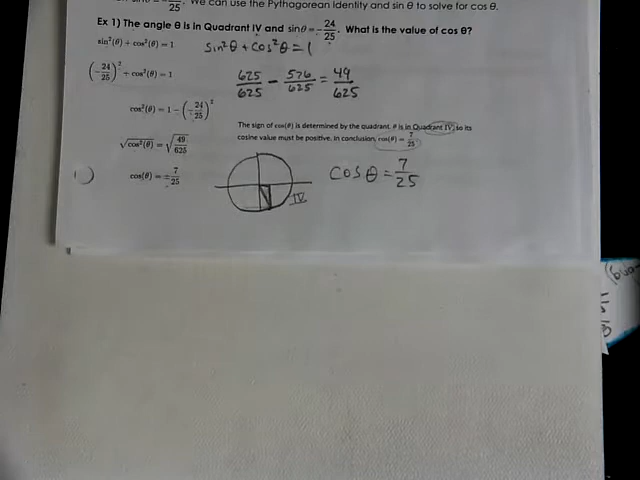 25. We can use the Pythagorean Identity and sin θ to solve for cos θ.
Ex 1) The angle θ is in Quadrant IV and sinθ = -24/25. What is the value of cos θ?
sin²(θ) + cos²(θ) = 1
sin²θ + cos²θ = 1
(-24/25)² + cos²(θ) = 1
625/625 - 576/625 = 49/625
cos²(θ) = 1 - (-24/25)²
The sign of cos(θ) is determined by the quadrant. θ is in Quadrant IV, so its
cosine value must be positive. In conclusion, cos(θ) = 7/25.
√cos²(θ) = √49/625
cos(θ) = ±7/25
cosθ = 7/25
IV